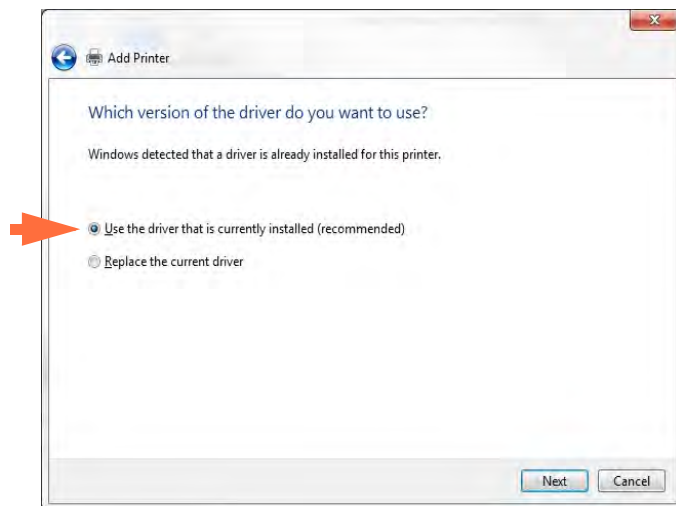 Add Printer
Which version of the driver do you want to use?
Windows detected that a driver is already installed for this printer.
Use the driver that is currently installed (recommended)
Replace the current driver
Next Cancel